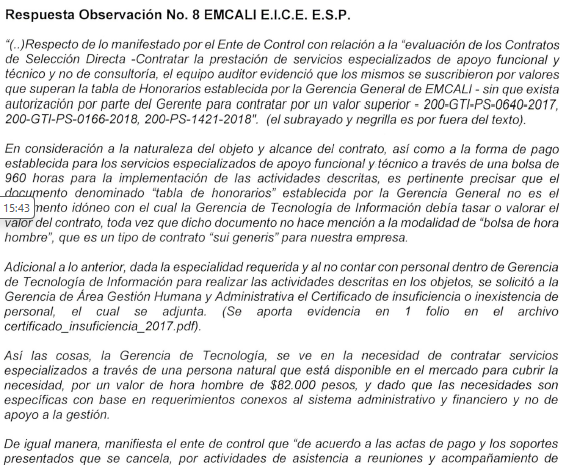 Respuesta Observación No. 8 EMCALI E.I.C.E. E.S.P.
“(..)Respecto de lo manifestado por el Ente de Control con relación a la “evaluación de los Contratos
de Selección Directa -Contratar la prestación de servicios especializados de apoyo funcional y
técnico y no de consultoría, el equipo auditor evidenció que los mismos se suscribieron por valores
que superan la tabla de Honorarios establecida por la Gerencia General de EMCALI - sin que exista
autorización por parte del Gerente para contratar por un valor superior - 200-GTI-PS-0640-2017,
200-GTI-PS-0166-2018, 200-PS-1421-2018”. (el subrayado y negrilla es por fuera del texto).
En consideración a la naturaleza del objeto y alcance del contrato, así como a la forma de pago
establecida para los servicios especializados de apoyo funcional y técnico a través de una bolsa de
960 horas para la implementación de las actividades descritas, es pertinente precisar que el
documento denominado “tabla de honorarios” establecida por la Gerencia General no es el
15:43 mento idóneo con el cual la Gerencia de Tecnología de Información debía tasar o valorar el
valor del contrato, toda vez que dicho documento no hace mención a la modalidad de “bolsa de hora
hombre”, que es un tipo de contrato “sui generis” para nuestra empresa.
Adicional a lo anterior, dada la especialidad requerida y al no contar con personal dentro de Gerencia
de Tecnología de Información para realizar las actividades descritas en los objetos, se solicitó a la
Gerencia de Área Gestión Humana y Administrativa el Certificado de insuficiencia o inexistencia de
personal, el cual se adjunta. (Se aporta evidencia en 1 folio en el archivo
certificado_insuficiencia_2017.pdf).
Así las cosas, la Gerencia de Tecnología, se ve en la necesidad de contratar servicios
especializados a través de una persona natural que está disponible en el mercado para cubrir la
necesidad, por un valor de hora hombre de $82.000 pesos, y dado que las necesidades son
específicas con base en requerimientos conexos al sistema administrativo y financiero y no de
apoyo a la gestión.
De igual manera, manifiesta el ente de control que “de acuerdo a las actas de pago y los soportes
presentados que se cancela, por actividades de asistencia a reuniones y acompañamiento de